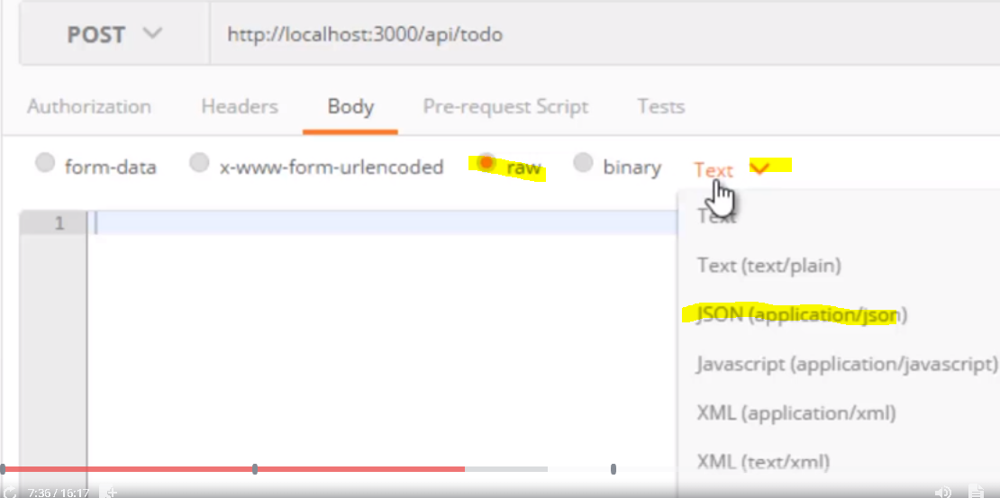 POST http://localhost:3000/api/todo
Authorization Headers Body Pre-request Script Tests
form-data x-www-form-urlencoded raw binary Text
1
Text
Text (text/plain)
JSON (application/json)
Javascript (application/javascript)
XML (application/xml)
XML (text/xml)
7:36 / 16:17